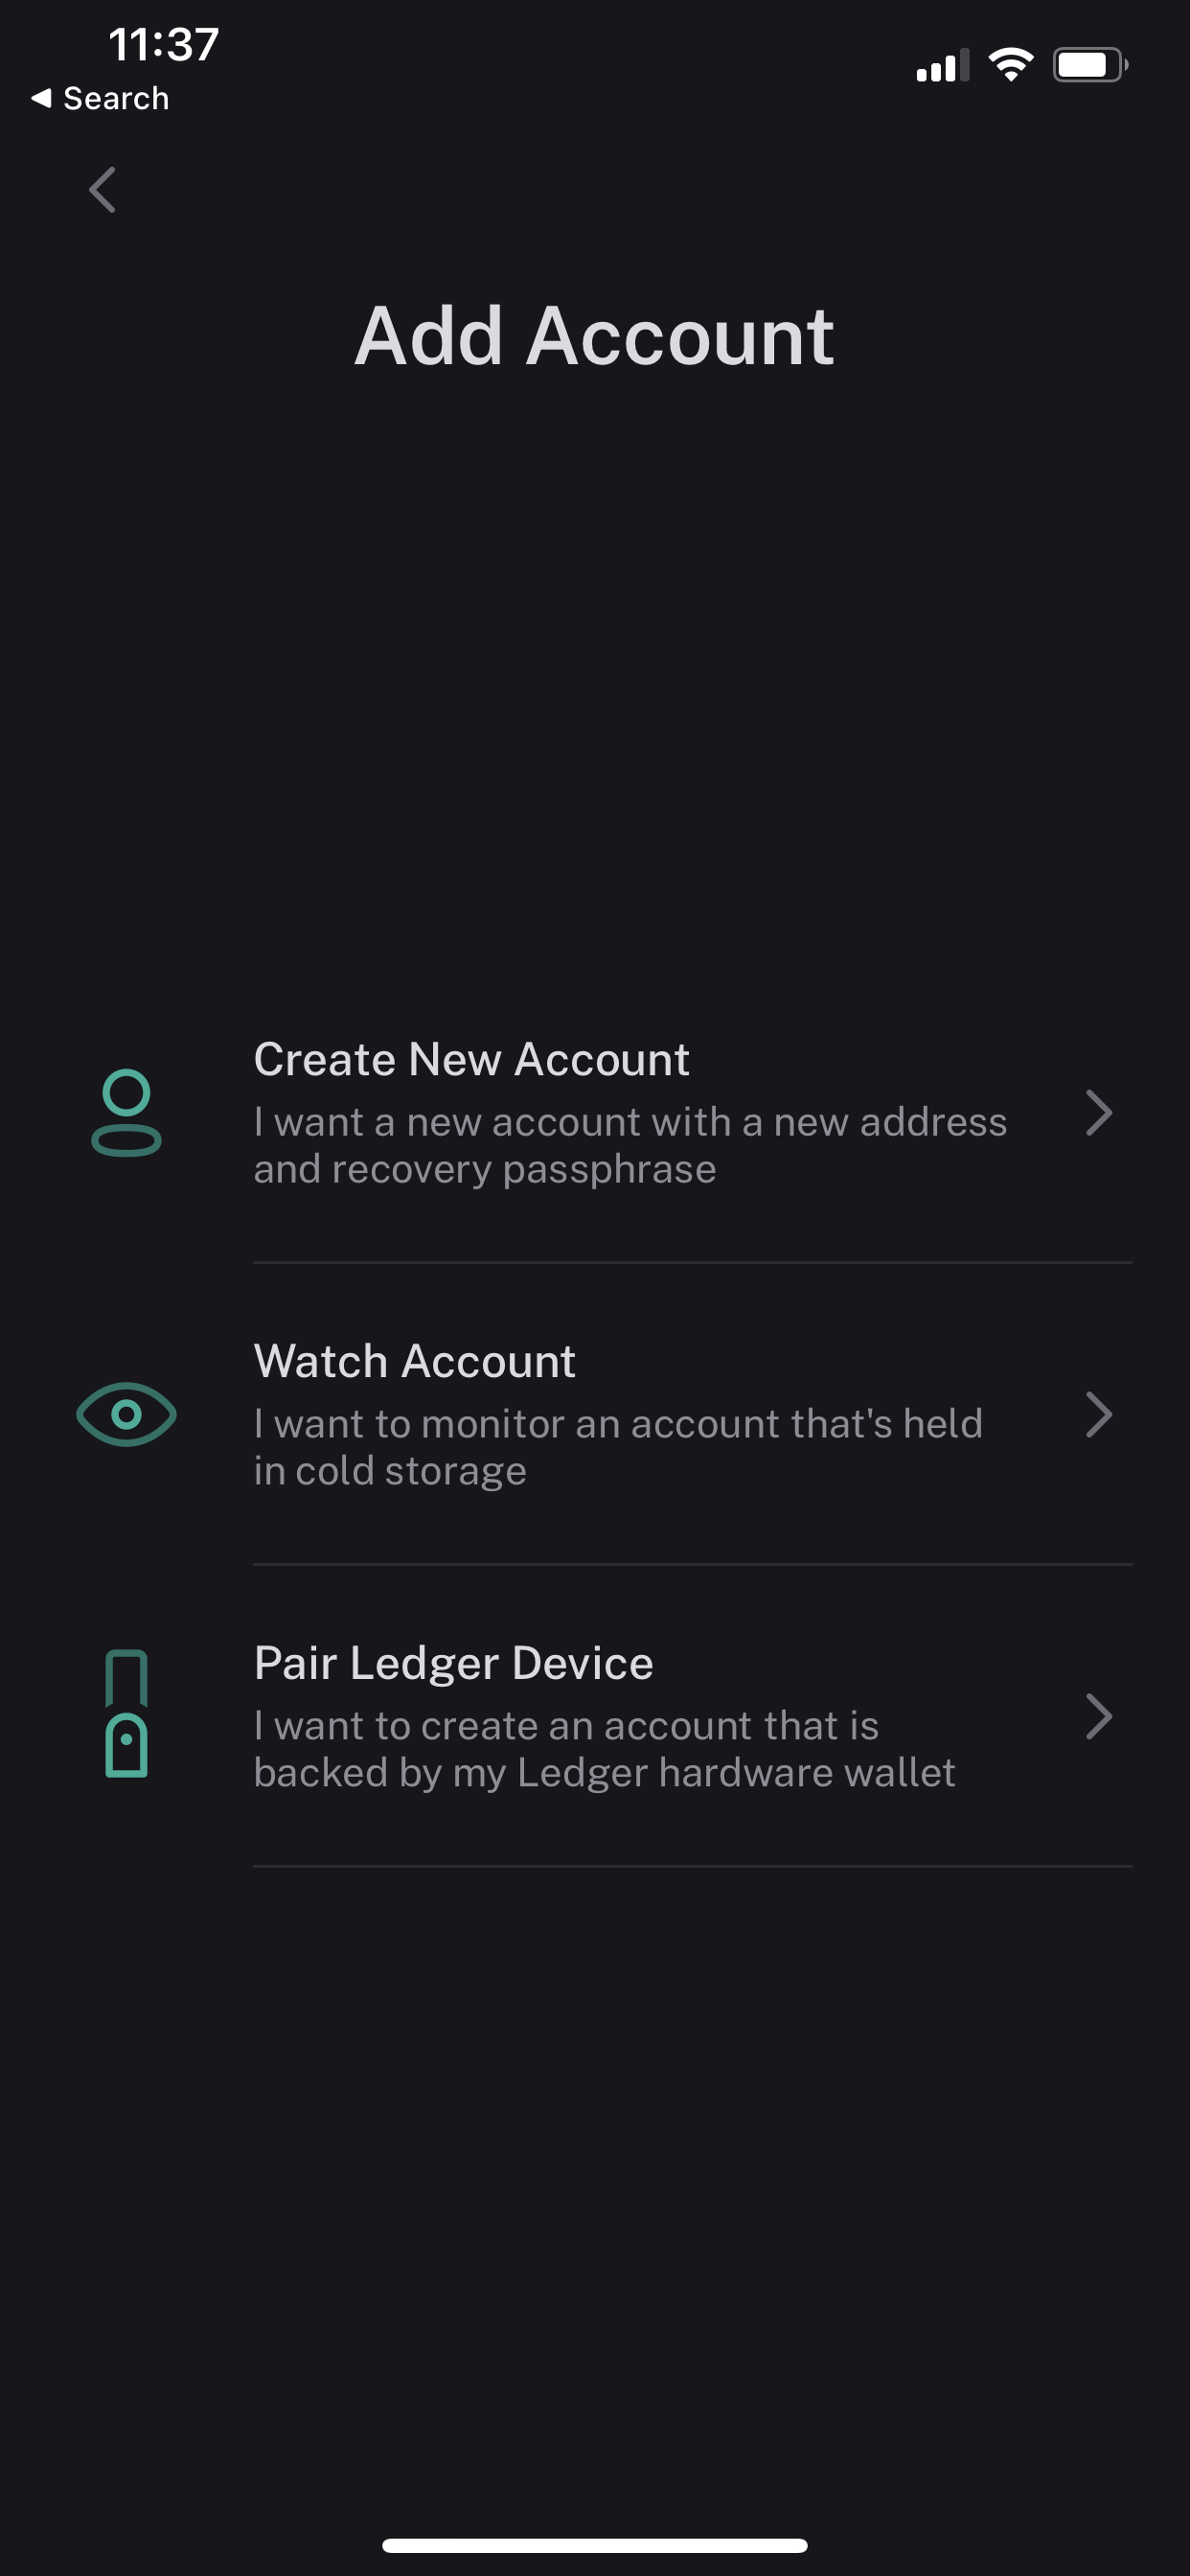 11:37
Search
Add Account
Create New Account
I want a new account with a new address
and recovery passphrase
Watch Account
I want to monitor an account that's held
in cold storage
Pair Ledger Device
I want to create an account that is
backed by my Ledger hardware wallet